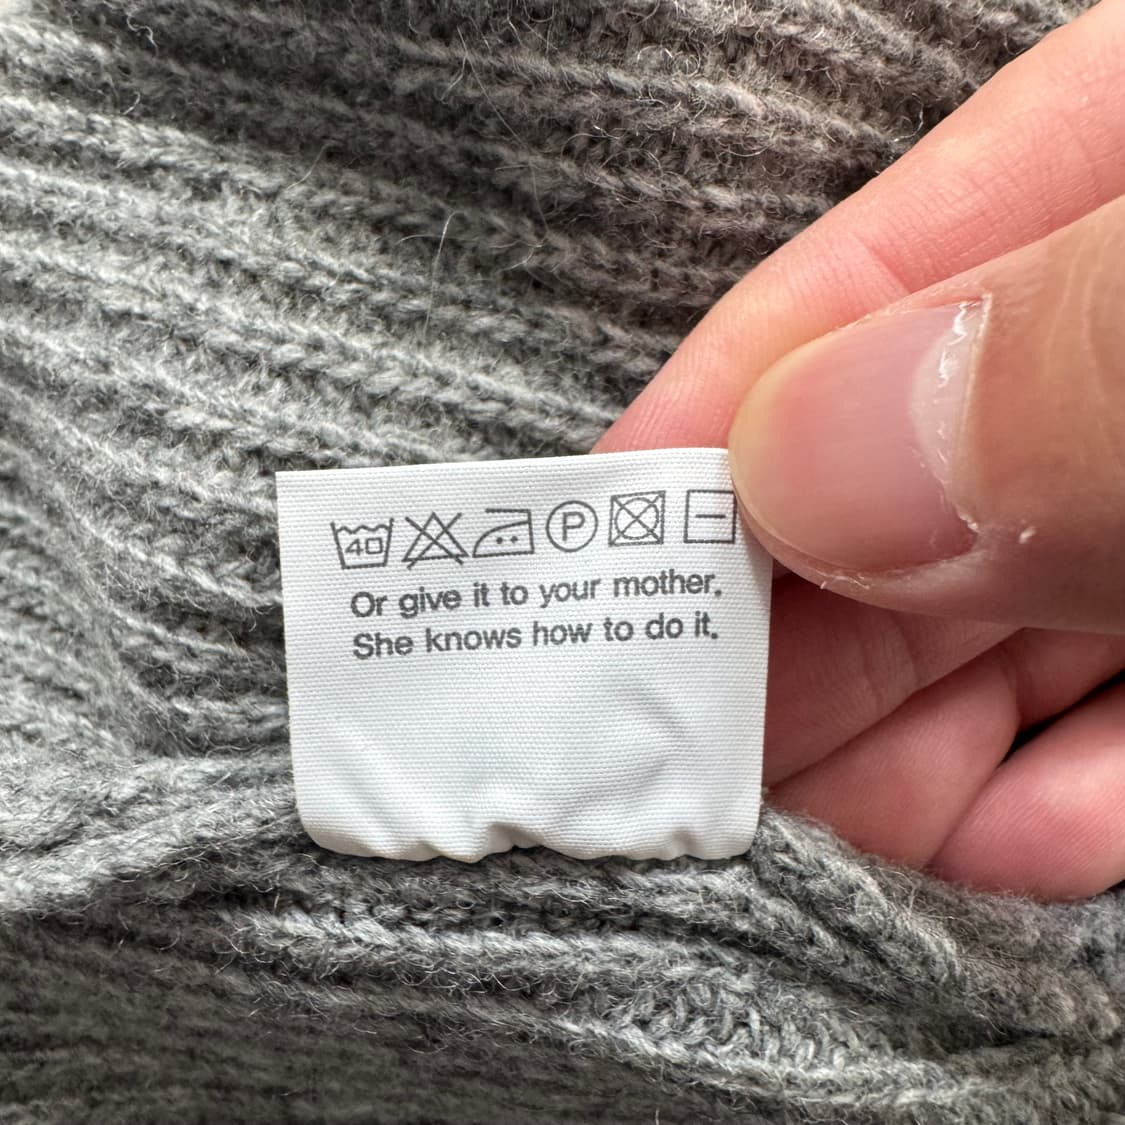 40 P
Or give it to your mother.
She knows how to do it.